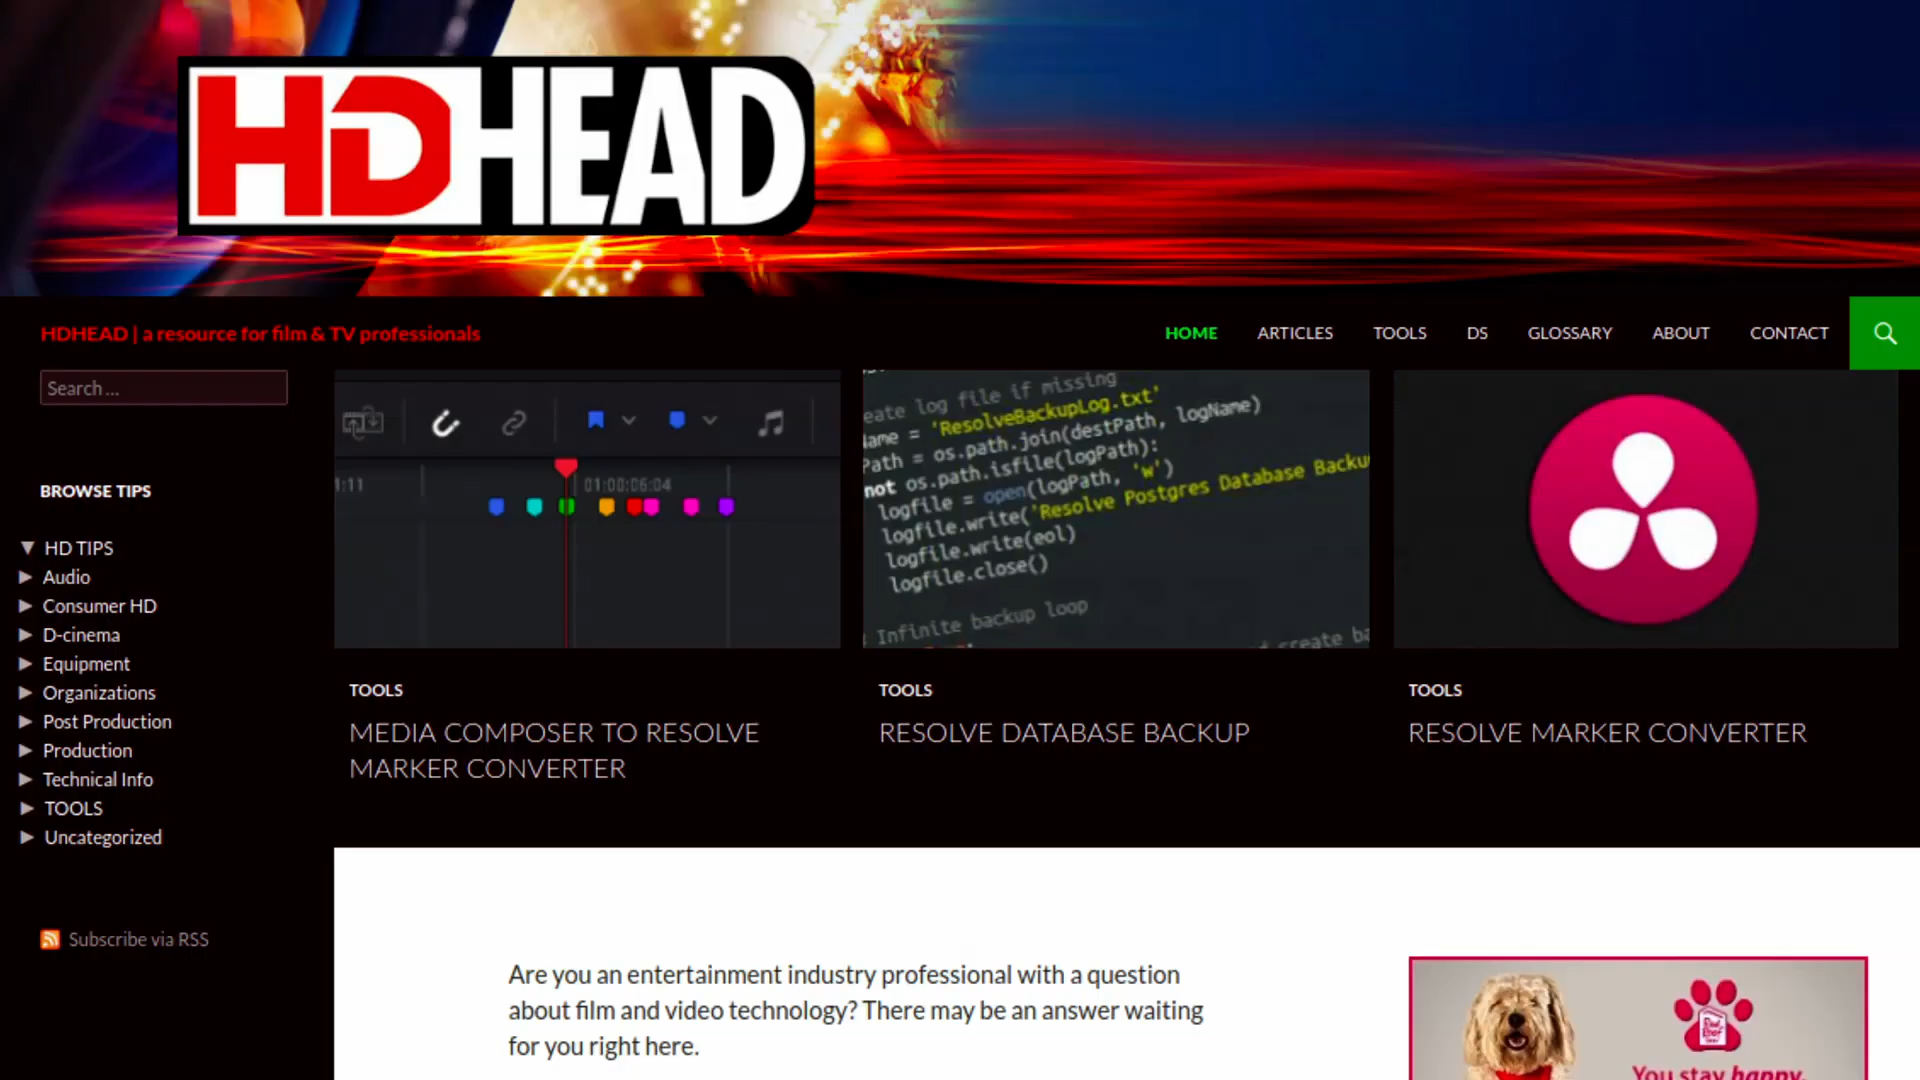 HDHEAD
HDHEAD | a resource for film & TV professionals
HOME ARTICLES TOOLS DS GLOSSARY ABOUT CONTACT
Search ...
BROWSE TIPS
▼ HD TIPS
► Audio
► Consumer HD
► D-cinema
► Equipment
► Organizations
► Post Production
► Production
► Technical Info
► TOOLS
► Uncategorized
Subscribe via RSS
1:11
01:00:06:04
TOOLS
MEDIA COMPOSER TO RESOLVE
MARKER CONVERTER
eate log file if missing
ame = 'ResolveBackupLog.txt'
Path = os.path.join(destPath, logName)
not os.path.isfile(logPath):
logfile = open(logPath, 'w')
logfile.write('Resolve Postgres Database Backu
logfile.write(eol)
logfile.close()
Infinite backup loop
create ba
TOOLS
RESOLVE DATABASE BACKUP
TOOLS
RESOLVE MARKER CONVERTER
Are you an entertainment industry professional with a question
about film and video technology? There may be an answer waiting
for you right here.
You stay happy.